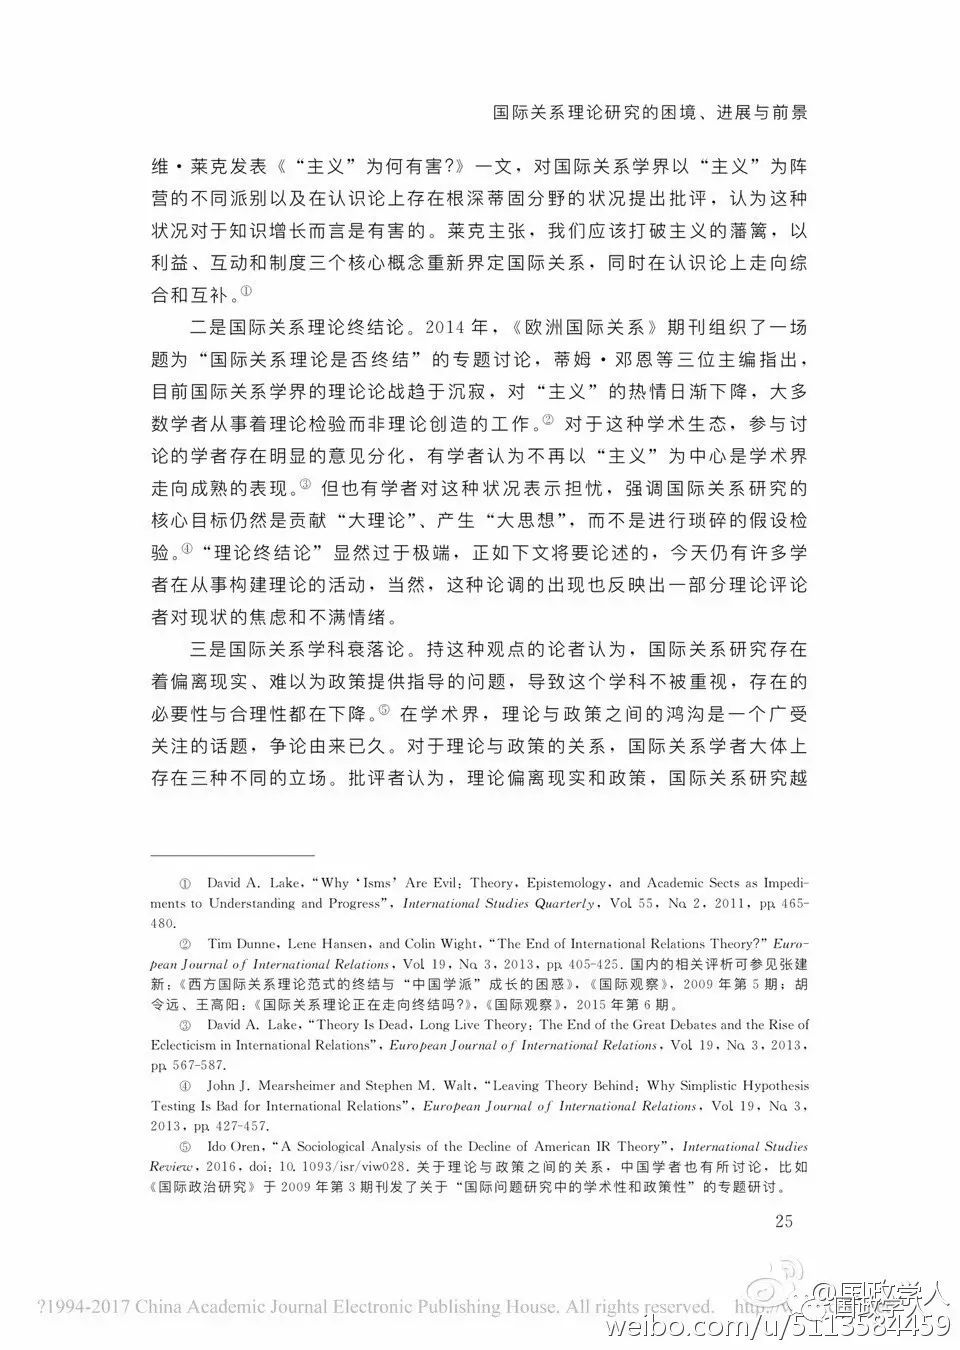 国际关系理论研究的困境、进展与前景
维·莱克发表《“主义”为何有害?》一文，对国际关系学界以“主义”为阵
营的不同派别以及在认识论上存在根深蒂固分野的状况提出批评，认为这种
状况对于知识增长而言是有害的。莱克主张，我们应该打破主义的藩篱，以
利益、互动和制度三个核心概念重新界定国际关系，同时在认识论上走向综
合和互补。①
二是国际关系理论终结论。2014 年，《欧洲国际关系》期刊组织了一场
题为“国际关系理论是否终结”的专题讨论，蒂姆·邓恩等三位主编指出，
目前国际关系学界的理论论战趋于沉寂，对“主义”的热情日渐下降，大多
数学者从事着理论检验而非理论创造的工作。② 对于这种学术生态，参与讨
论的学者存在明显的意见分化，有学者认为不再以“主义”为中心是学术界
走向成熟的表现。③ 但也有学者对这种状况表示担忧，强调国际关系研究的
核心目标仍然是贡献“大理论”、产生“大思想”，而不是进行琐碎的假设检
验。④ “理论终结论”显然过于极端，正如下文将要论述的，今天仍有许多学
者在从事构建理论的活动，当然，这种论调的出现也反映出一部分理论评论
者对现状的焦虑和不满情绪。
三是国际关系学科衰落论。持这种观点的论者认为，国际关系研究存在
着偏离现实、难以为政策提供指导的问题，导致这个学科不被重视，存在的
必要性与合理性都在下降。⑤ 在学术界，理论与政策之间的鸿沟是一个广受
关注的话题，争论由来已久。对于理论与政策的关系，国际关系学者大体上
存在三种不同的立场。批评者认为，理论偏离现实和政策，国际关系研究越
① David A. Lake, “Why ‘Isms’ Are Evil: Theory, Epistemology, and Academic Sects as Impedi-
ments to Understanding and Progress”, International Studies Quarterly, Vol. 55, No. 2, 2011, pp. 465-
480.
② Tim Dunne, Lene Hansen, and Colin Wight, “The End of International Relations Theory?” Euro-
pean Journal of International Relations, Vol. 19, No. 3, 2013, pp. 405-425. 国内的相关评析可参见张建
新：《西方国际关系理论范式的终结与“中国学派”成长的困惑》，《国际观察》，2009 年第 5 期；胡
令远、王高阳：《国际关系理论正在走向终结吗?》，《国际观察》，2015 年第 6 期。
③ David A. Lake, “Theory Is Dead, Long Live Theory: The End of the Great Debates and the Rise of
Eclecticism in International Relations”, European Journal of International Relations, Vol. 19, No. 3, 2013,
pp. 567-587.
④ John J. Mearsheimer and Stephen M. Walt, “Leaving Theory Behind: Why Simplistic Hypothesis
Testing Is Bad for International Relations”, European Journal of International Relations, Vol. 19, No. 3,
2013, pp. 427-457.
⑤ Ido Oren, “A Sociological Analysis of the Decline of American IR Theory”, International Studies
Review, 2016, doi: 10. 1093/isr/viw028. 关于理论与政策之间的关系，中国学者也有所讨论，比如
《国际政治研究》于 2009 年第 3 期刊发了关于“国际问题研究中的学术性和政策性”的专题研讨。
25
?1994-2017 China Academic Journal Electronic Publishing House. All rights reserved. http://
@国政学人
国政学人
weibo.com/u/5113584459